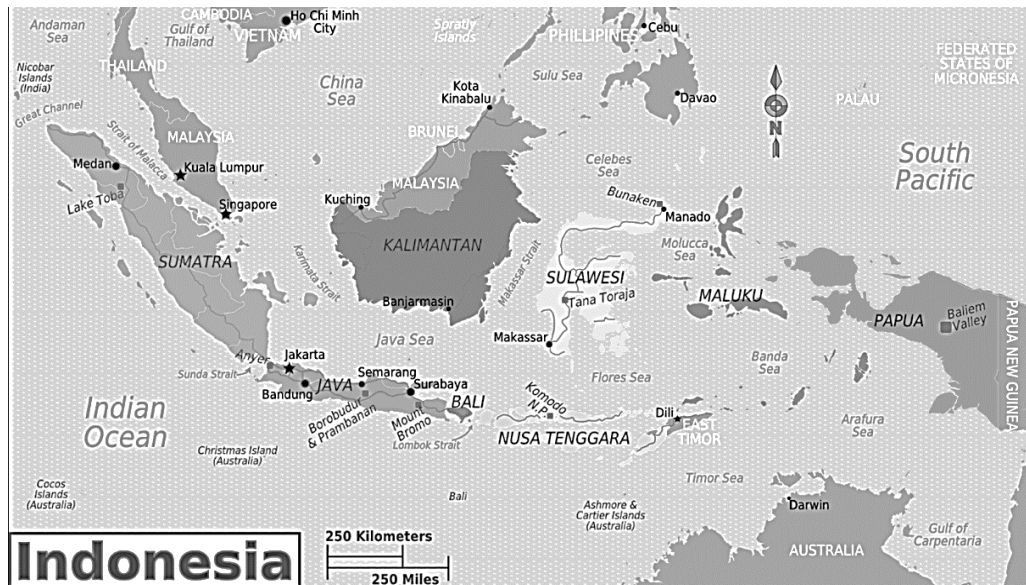 Andaman
Sea
CAMBODIA
Ho Chi Minh
City
Gulf of
Thailand
VIETNAM
Spratly
Islands
PHILLIPINES
Cebu
FEDERATED
STATES OF
MICRONESIA
THAILAND
Nicobar
Islands
(India)
China
Sea
Sulu Sea
Kota
Kinabalu
Davao
PALAU
N
Great Channel
Strait of Malacca
MALAYSIA
BRUNEI
South
Pacific
Medan
Kuala Lumpur
Celebes
Sea
Lake Toba
MALAYSIA
Kuching
Singapore
Bunaken
Manado
KALIMANTAN
Molucca
Sea
SUMATRA
Karimata Strait
Makassar Strait
SULAWESI
MALUKU
Tana Toraja
Banjarmasin
PAPUA
Baliem
Valley
PAPUA NEW GUINEA
Java Sea
Makassar
Anyer
Jakarta
Banda
Sea
Sunda Strait
Semarang
Flores Sea
Bandung
JAVA
Surabaya
BALI
Komodo
N.P.
Borobudut
& Prambanan
Mount
Bromo
Dili
EAST
TIMOR
Indian
Ocean
Lombok Strait
NUSA TENGGARA
Arafura
Sea
Christmas Island
(Australia)
Timor Sea
Cocos
Islands
(Australia)
Bali
Ashmore &
Cartier Islands
(Australia)
Darwin
Gulf of
Carpentaria
AUSTRALIA
Indonesia
250 Kilometers
250 Miles